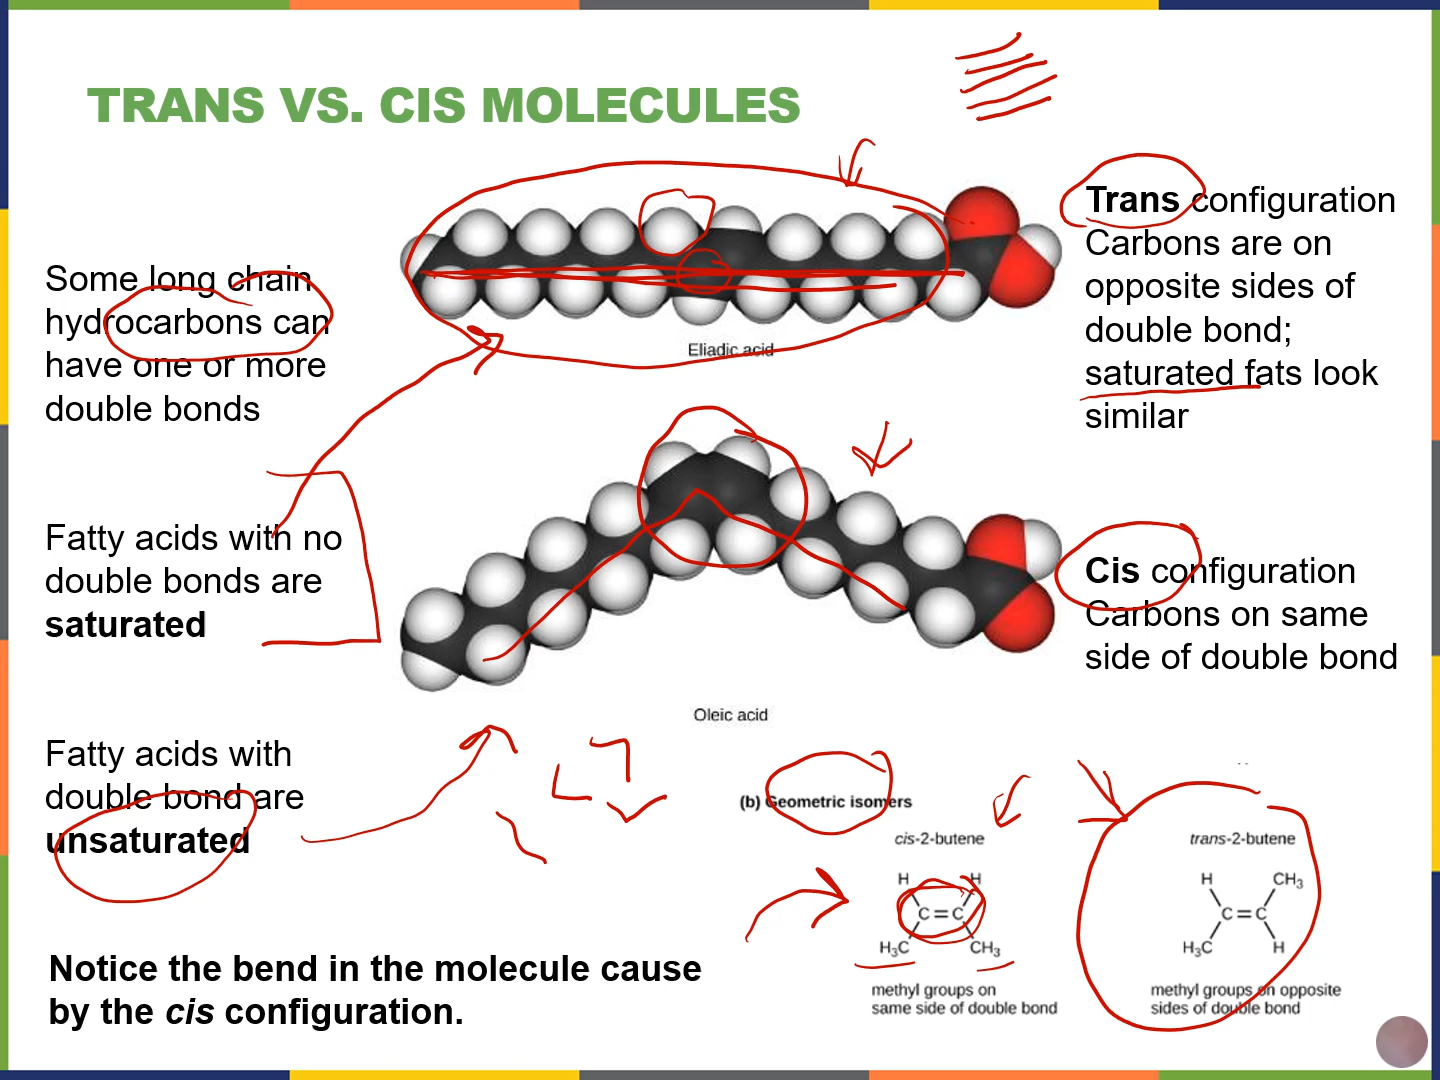 TRANS VS. CIS MOLECULES
Some long chain
hydrocarbons can
have one or more
double bonds
Fatty acids with no
double bonds are
saturated
Fatty acids with
double bond are
unsaturated
Notice the bend in the molecule cause
by the cis configuration.
Eliadic acid
Oleic acid
Trans configuration
Carbons are on
opposite sides of
double bond;
saturated fats look
similar
Cis configuration
Carbons on same
side of double bond
(b) Geometric isomers
cis-2-butene
H H
C=C
H₃C CH₃
methyl groups on
same side of double bond
trans-2-butene
H CH₃
C=C
H₃C H
methyl groups on opposite
sides of double bond